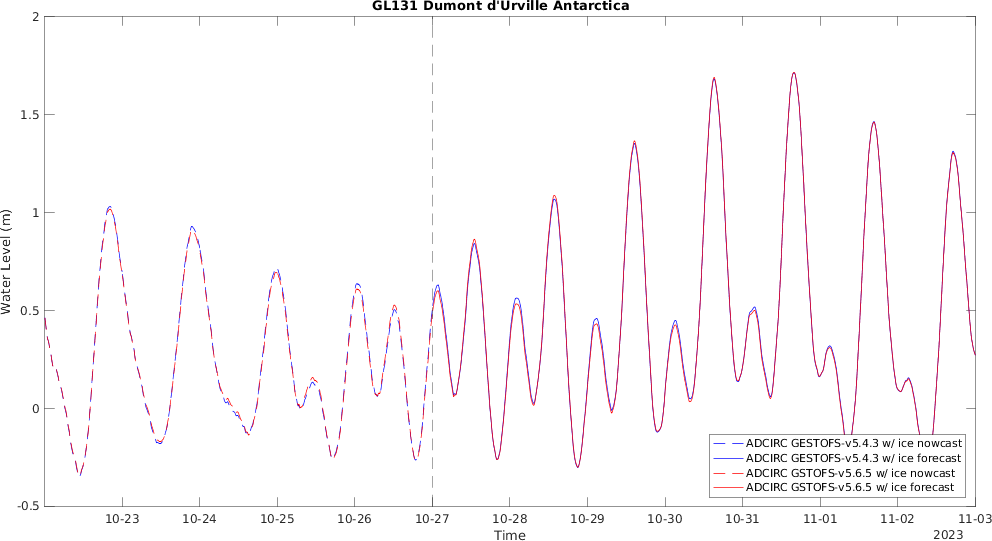 GL131 Dumont d'Urville Antarctica
2
1.5
1
0.5
0
-0.5
Water Level (m)
ADCIRC GESTOFS-v5.4.3 w/ ice nowcast
ADCIRC GESTOFS-v5.4.3 w/ ice forecast
ADCIRC GSTOFS-v5.6.5 w/ ice nowcast
ADCIRC GSTOFS-v5.6.5 w/ ice forecast
10-23 10-24 10-25 10-26 10-27 10-28 10-29 10-30 10-31 11-01 11-02 11-03
Time
2023